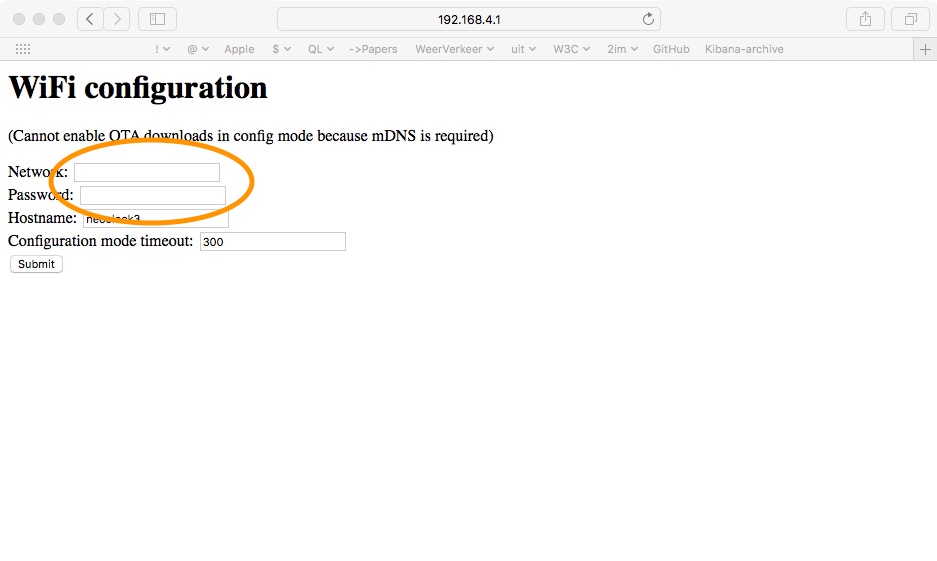 192.168.4.1
! @ Apple $ QL ->Papers WeerVerkeer uit W3C 2im GitHub Kibana-archive
WiFi configuration
(Cannot enable OTA downloads in config mode because mDNS is required)
Network:
Password:
Hostname: neoclock3
Configuration mode timeout: 300
Submit